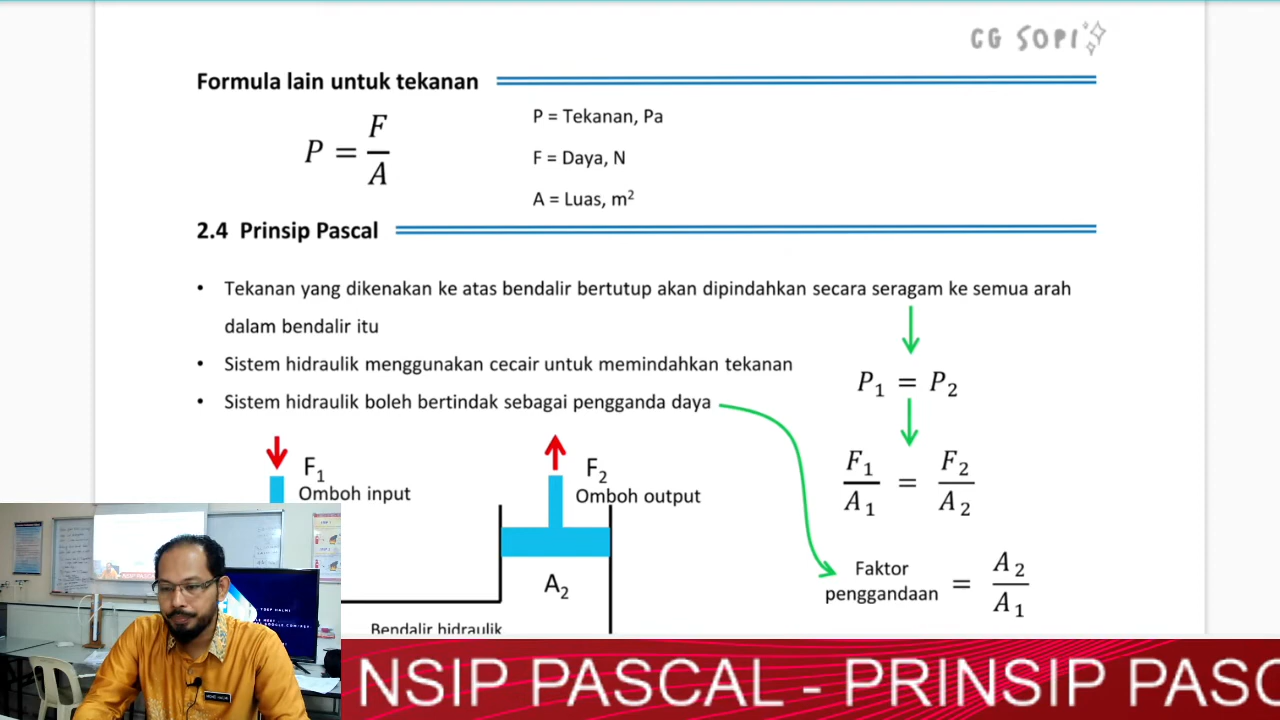 CG SOPI
Formula lain untuk tekanan
P = F/A
P = Tekanan, Pa
F = Daya, N
A = Luas, m²
2.4 Prinsip Pascal
• Tekanan yang dikenakan ke atas bendalir bertutup akan dipindahkan secara seragam ke semua arah
dalam bendalir itu
• Sistem hidraulik menggunakan cecair untuk memindahkan tekanan
• Sistem hidraulik boleh bertindak sebagai pengganda daya
P₁ = P₂
F₁/A₁ = F₂/A₂
Faktor
penggandaan = A₂/A₁
F₁
Omboh input
F₂
Omboh output
A₂
Bendalir hidraulik
NSIP PASCAL - PRINSIP PASC